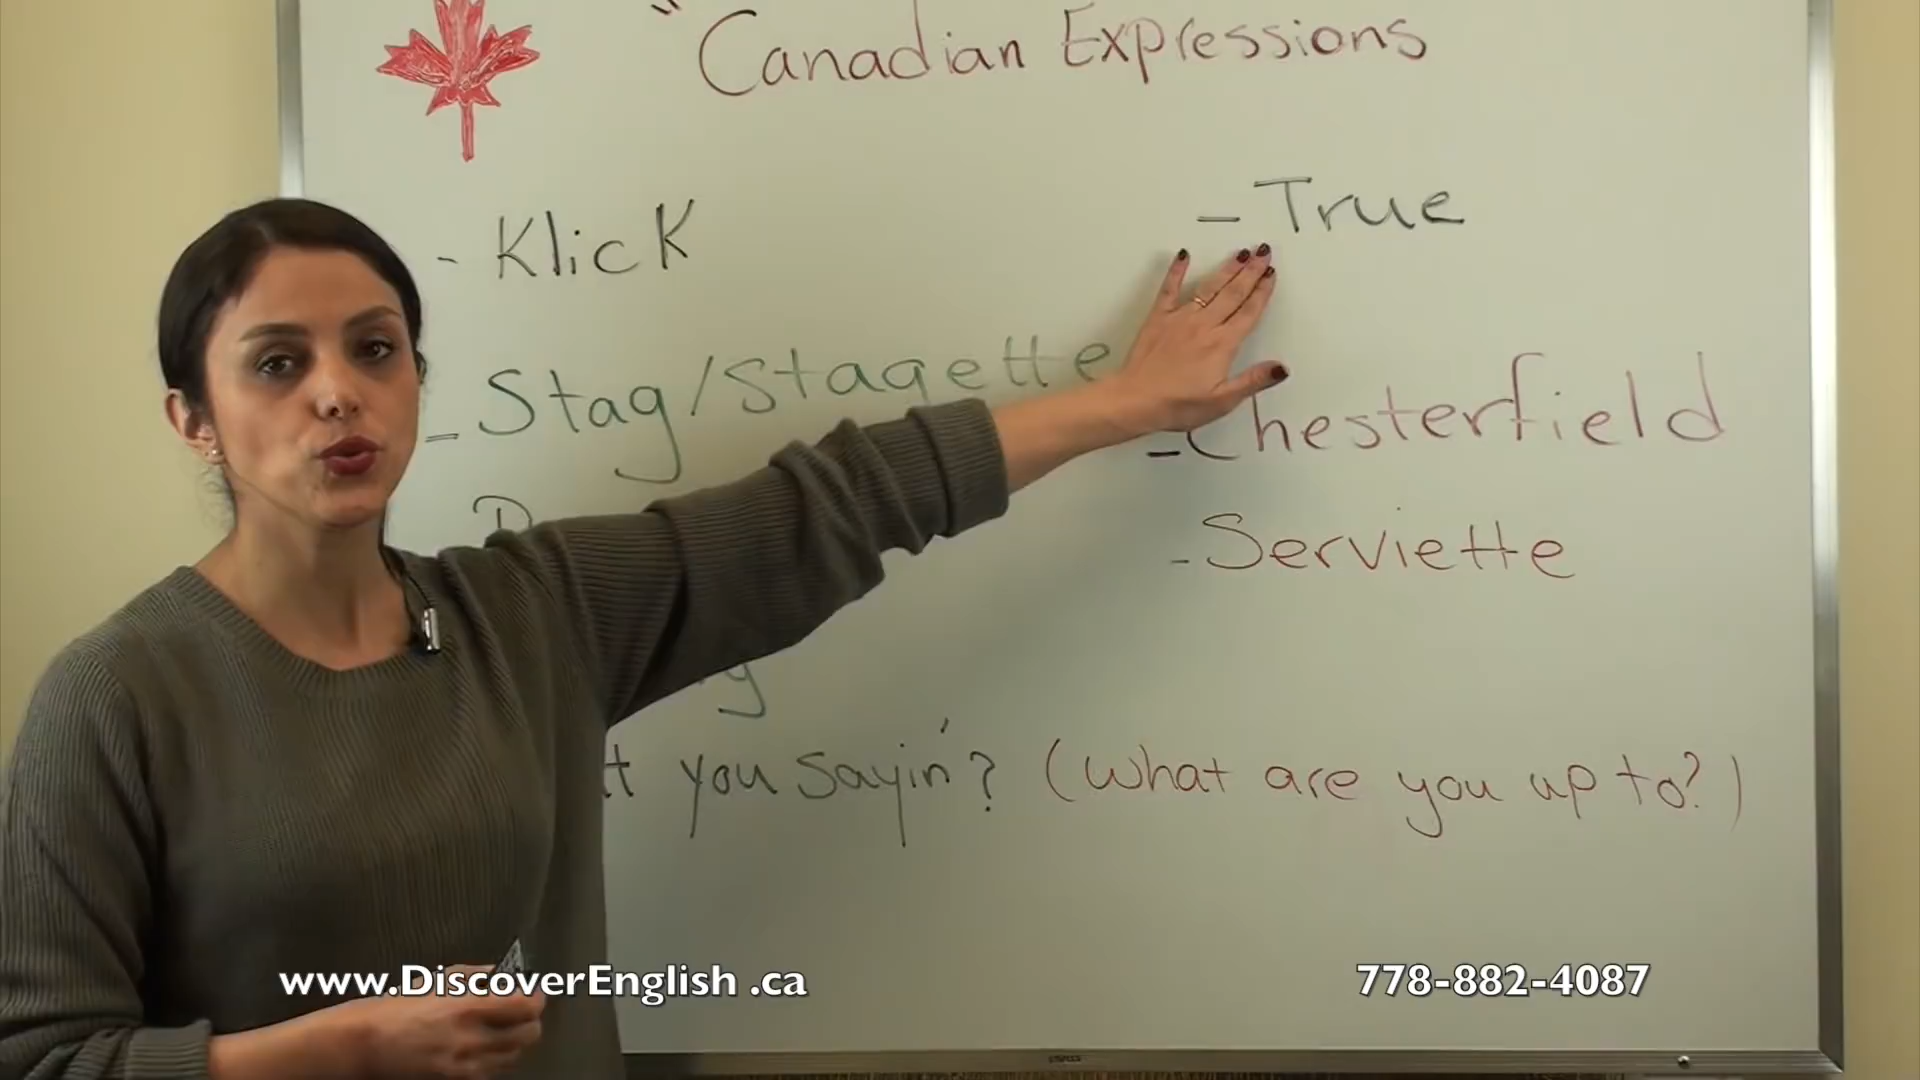 "Canadian Expressions
- Klick
- True
- Stag/Stagette
- Chesterfield
- Serviette
you sayin'? (What are you up to?)
www.DiscoverEnglish .ca
778-882-4087